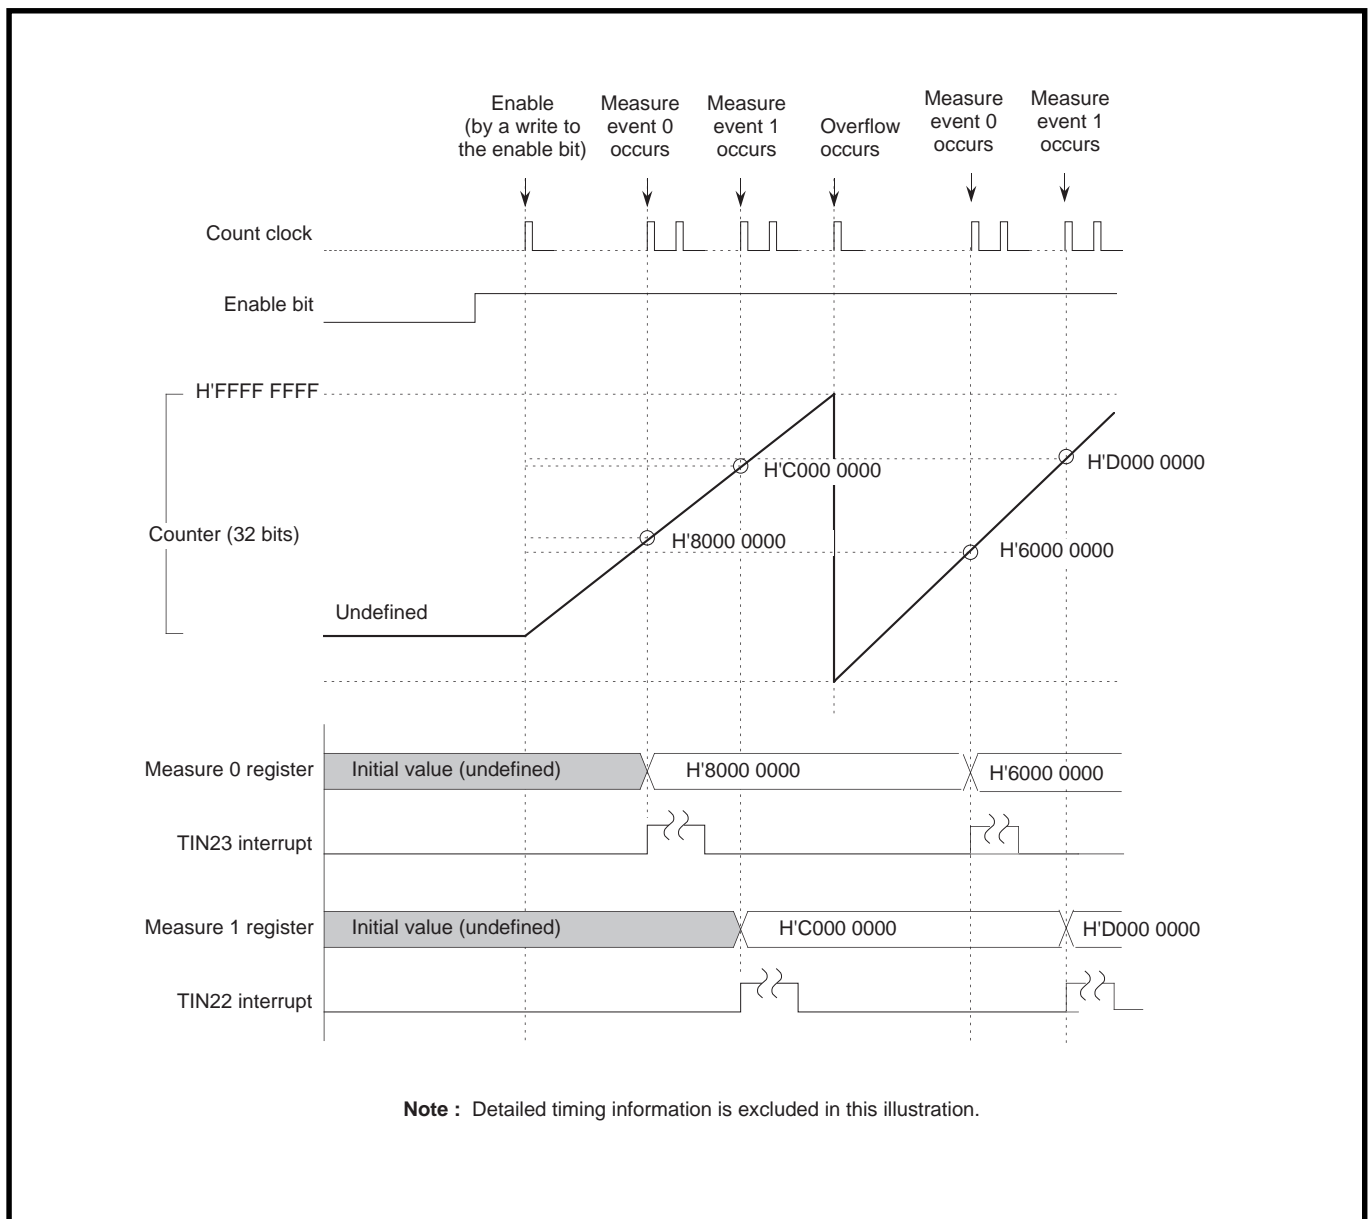 Enable
(by a write to
the enable bit)
Measure
event 0
occurs
Measure
event 1
occurs
Overflow
occurs
Measure
event 0
occurs
Measure
event 1
occurs
Count clock
Enable bit
H'FFFF FFFF
H'C000 0000
H'D000 0000
Counter (32 bits)
H'8000 0000
H'6000 0000
Undefined
Measure 0 register
Initial value (undefined)
H'8000 0000
H'6000 0000
TIN23 interrupt
Measure 1 register
Initial value (undefined)
H'C000 0000
H'D000 0000
TIN22 interrupt
Note : Detailed timing information is excluded in this illustration.